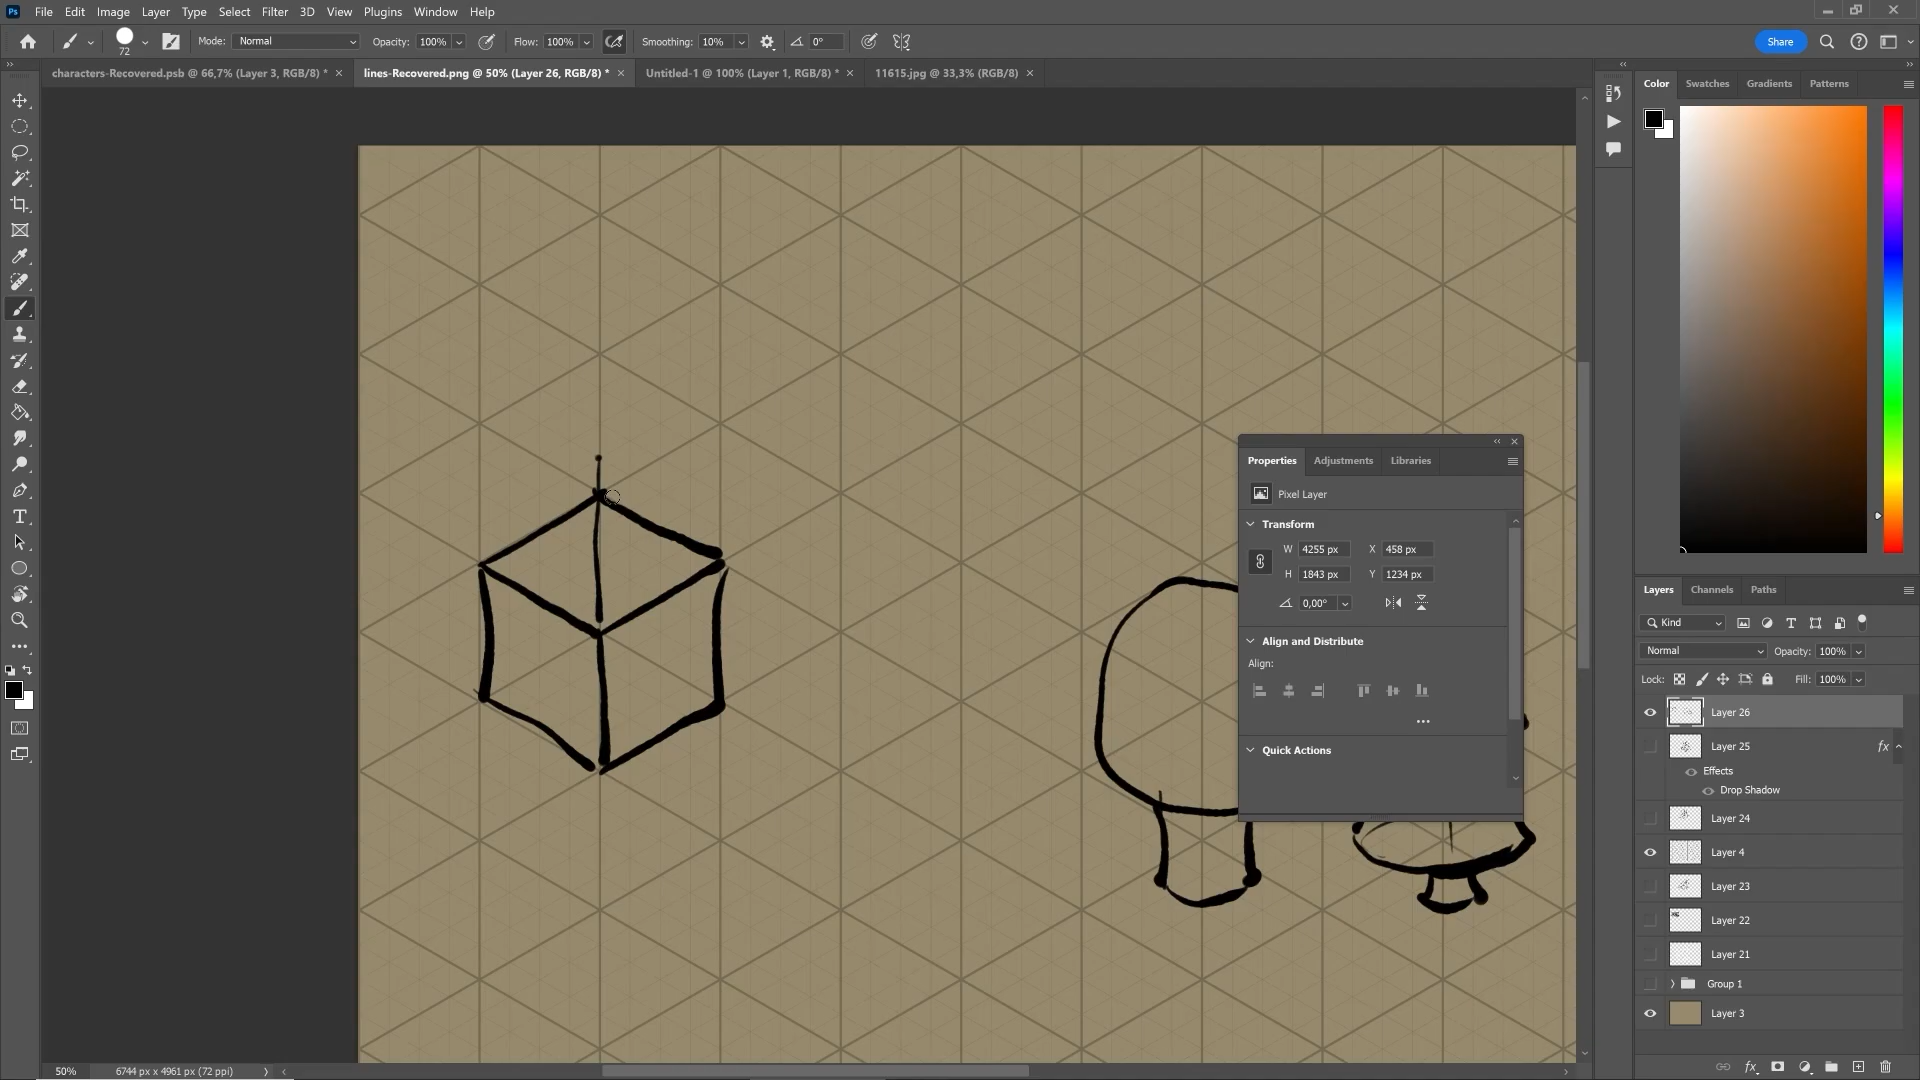 Ps File Edit Image Layer Type Select Filter 3D View Plugins Window Help
72 Mode: Normal Opacity: 100% Flow: 100% Smoothing: 10% 0° Share
characters-Recovered.psb @ 66,7% (Layer 3, RGB/8) * lines-Recovered.png @ 50% (Layer 26, RGB/8) * Untitled-1 @ 100% (Layer 1, RGB/8) * 11615.jpg @ 33,3% (RGB/8)
Color Swatches Gradients Patterns
Properties Adjustments Libraries
Pixel Layer
Transform
W 4255 px X 458 px
H 1843 px Y 1234 px
0,00°
Align and Distribute
Align:
Quick Actions
Layers Channels Paths
Kind
Normal Opacity: 100%
Lock: Fill: 100%
Layer 26
Layer 25 fx
Effects
Drop Shadow
Layer 24
Layer 4
Layer 23
Layer 22
Layer 21
Group 1
Layer 3
50% 6744 px x 4961 px (72 ppi)
fx